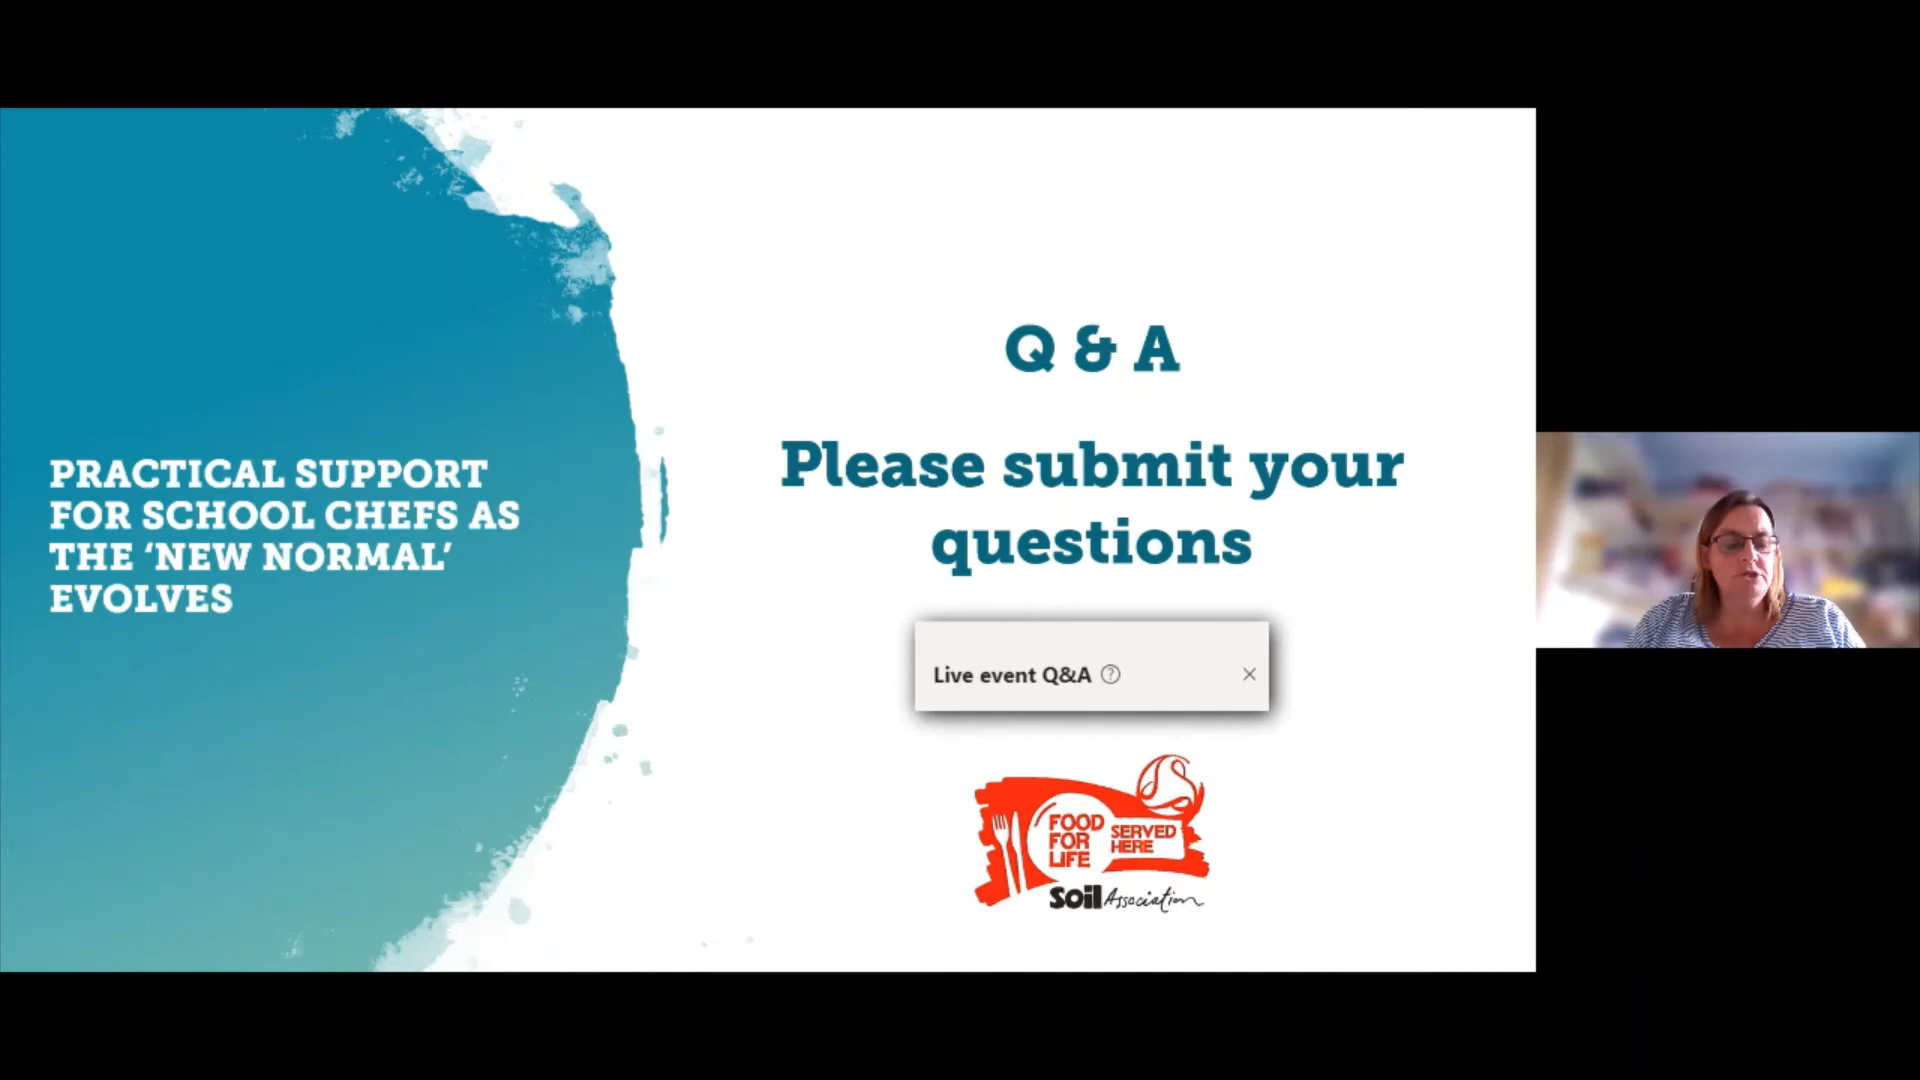 PRACTICAL SUPPORT
FOR SCHOOL CHEFS AS
THE ‘NEW NORMAL’
EVOLVES
Q & A
Please submit your
questions
Live event Q&A
FOOD
FOR
LIFE
SERVED
HERE
Soil Association